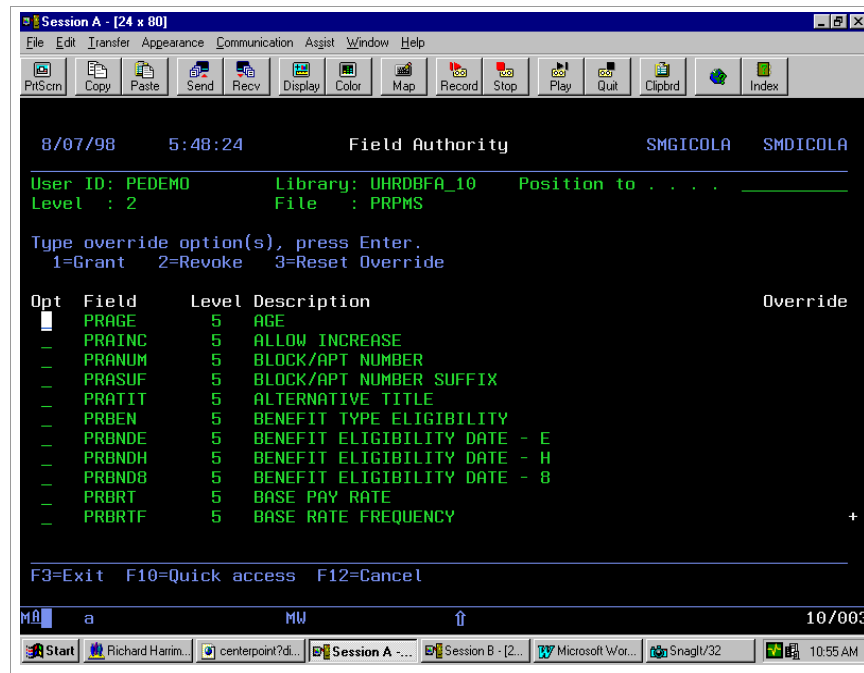 Session A - [24 x 80]
File Edit Transfer Appearance Communication Assist Window Help
PrtScrn Copy Paste Send Recv Display Color Map Record Stop Play Quit Clipbrd Index
8/07/98 5:48:24 Field Authority SMGICOLA SMDICOLA
User ID: PEDEMO Library: UHRDBFA_10 Position to . . . . __________
Level : 2 File : PRPMS
Type override option(s), press Enter.
1=Grant 2=Revoke 3=Reset Override
Opt Field Level Description Override
_ PRAGE 5 AGE
_ PRAINC 5 ALLOW INCREASE
_ PRANUM 5 BLOCK/APT NUMBER
_ PRASUF 5 BLOCK/APT NUMBER SUFFIX
_ PRATIT 5 ALTERNATIVE TITLE
_ PRBEN 5 BENEFIT TYPE ELIGIBILITY
_ PRBNDE 5 BENEFIT ELIGIBILITY DATE - E
_ PRBNDH 5 BENEFIT ELIGIBILITY DATE - H
_ PRBND8 5 BENEFIT ELIGIBILITY DATE - 8
_ PRBRT 5 BASE PAY RATE
_ PRBRTF 5 BASE RATE FREQUENCY +
F3=Exit F10=Quick access F12=Cancel
MA a MW ⇧ 10/003
Start Richard Harrim... centerpoint?di... Session A -... Session B - [2... Microsoft Wor... SnagIt/32 10:55 AM